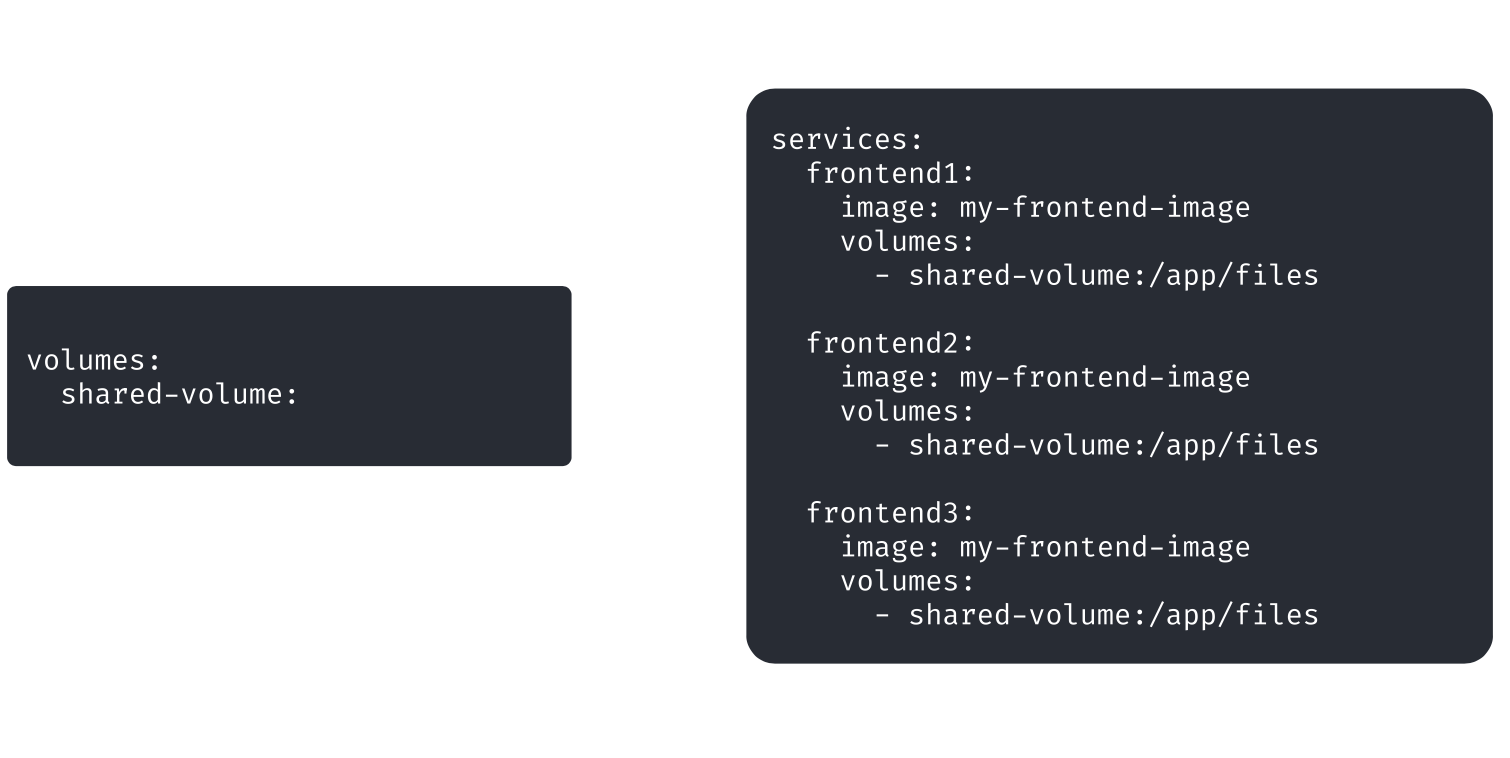 volumes:
  shared-volume:
services:
  frontend1:
    image: my-frontend-image
    volumes:
      - shared-volume:/app/files
  frontend2:
    image: my-frontend-image
    volumes:
      - shared-volume:/app/files
  frontend3:
    image: my-frontend-image
    volumes:
      - shared-volume:/app/files